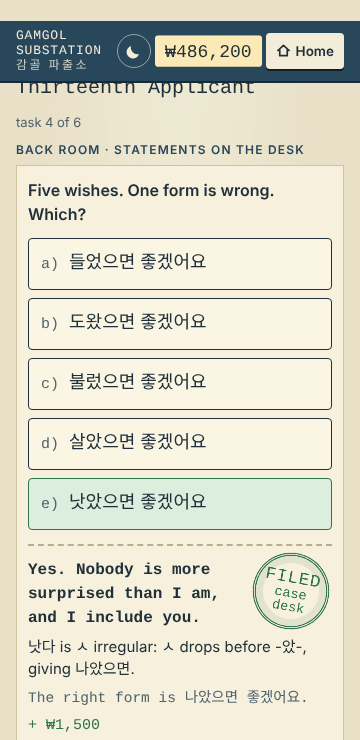 GAMGOL
SUBSTATION
감골 파출소
₩486,200
Home
Thirteenth Applicant
task 4 of 6
BACK ROOM · STATEMENTS ON THE DESK
Five wishes. One form is wrong.
Which?
a) 들었으면 좋겠어요
b) 도왔으면 좋겠어요
c) 불렀으면 좋겠어요
d) 살았으면 좋겠어요
e) 낫았으면 좋겠어요
Yes. Nobody is more
surprised than I am,
and I include you.
FILED
case
desk
낫다 is ㅅ irregular: ㅅ drops before -았-,
giving 나았으면.
The right form is 나았으면 좋겠어요.
+ ₩1,500